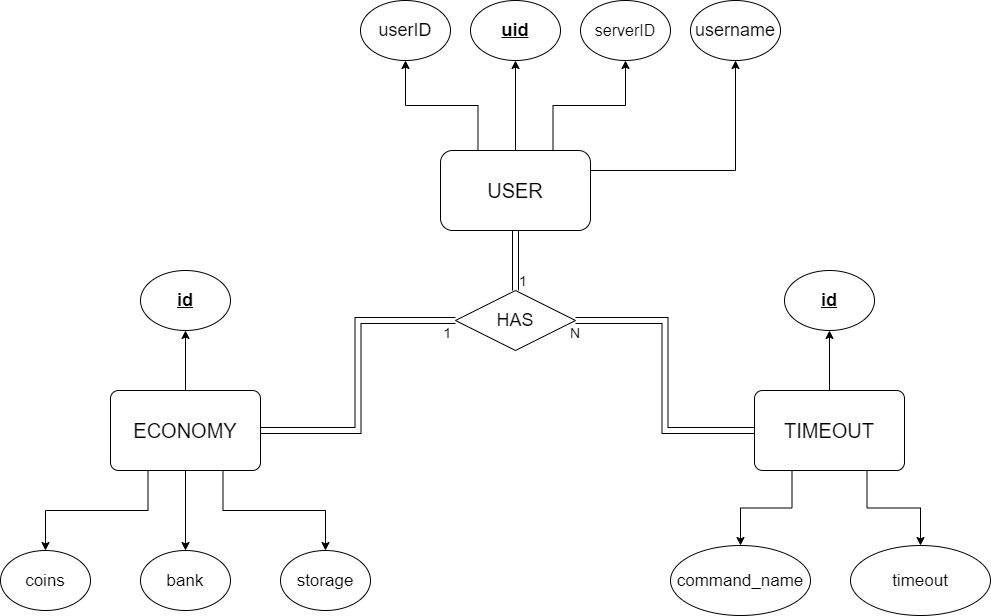 userID
uid
serverID
username
USER
1
id
HAS
id
1
N
ECONOMY
TIMEOUT
coins
bank
storage
command_name
timeout